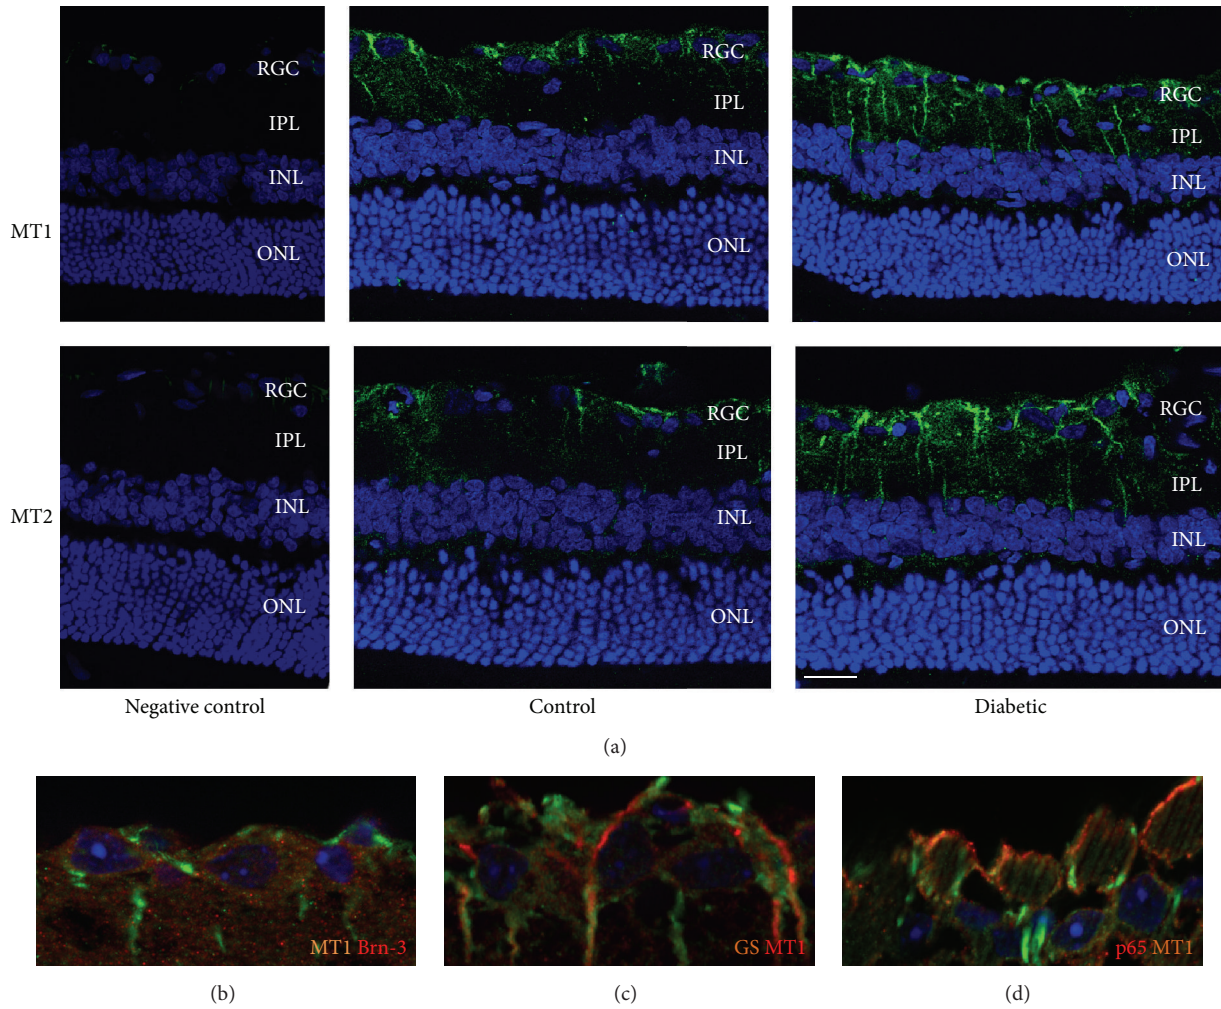 RGC
IPL
INL
ONL
RGC
IPL
INL
ONL
RGC
IPL
INL
ONL
MT1
RGC
IPL
INL
ONL
RGC
IPL
INL
ONL
RGC
IPL
INL
ONL
MT2
Negative control
Control
Diabetic
(a)
MT1 Brn-3
GS MT1
p65 MT1
(b)
(c)
(d)